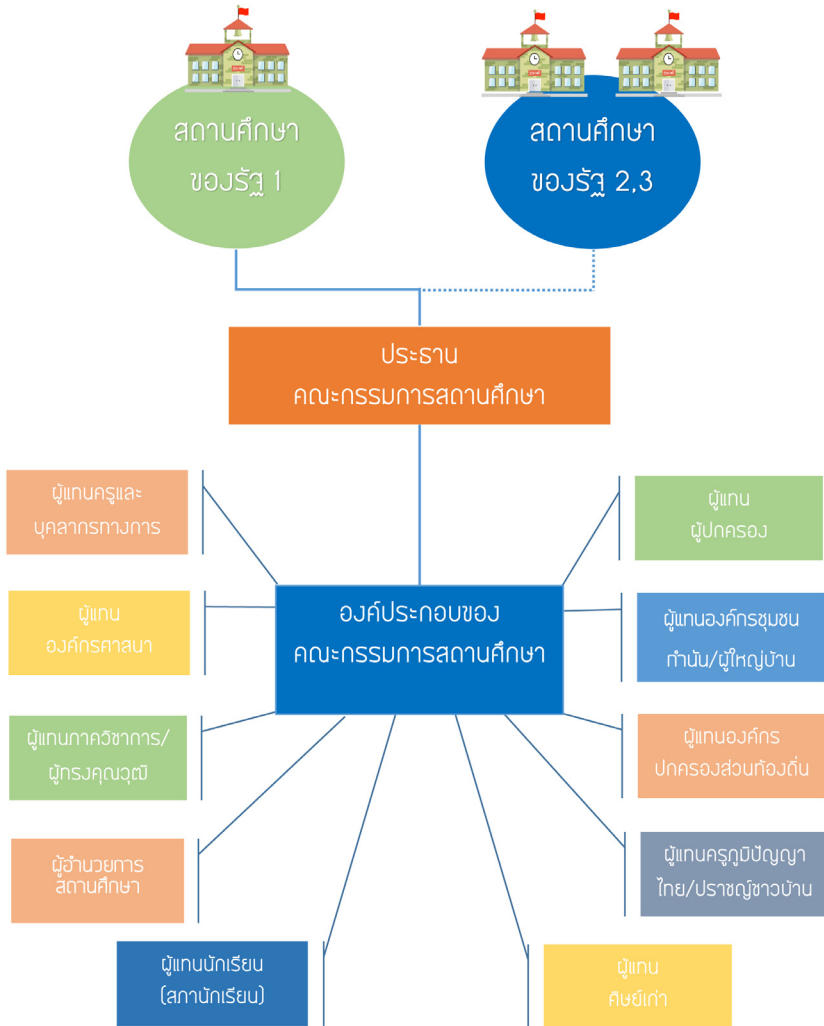 สถานศึกษา
ของรัฐ 1
สถานศึกษา
ของรัฐ 2,3
ประธาน
คณะกรรมการสถานศึกษา
ผู้แทนครูและ
บุคลากรทางการ
ผู้แทน
ผู้ปกครอง
องค์ประกอบของ
คณะกรรมการสถานศึกษา
ผู้แทน
องค์กรศาสนา
ผู้แทนองค์กรชุมชน
กำนัน/ผู้ใหญ่บ้าน
ผู้แทนภาควิชาการ/
ผู้ทรงคุณวุฒิ
ผู้แทนองค์กร
ปกครองส่วนท้องถิ่น
ผู้อำนวยการ
สถานศึกษา
ผู้แทนครูภูมิปัญญา
ไทย/ปราชญ์ชาวบ้าน
ผู้แทนนักเรียน
(สภานักเรียน)
ผู้แทน
ศิษย์เก่า